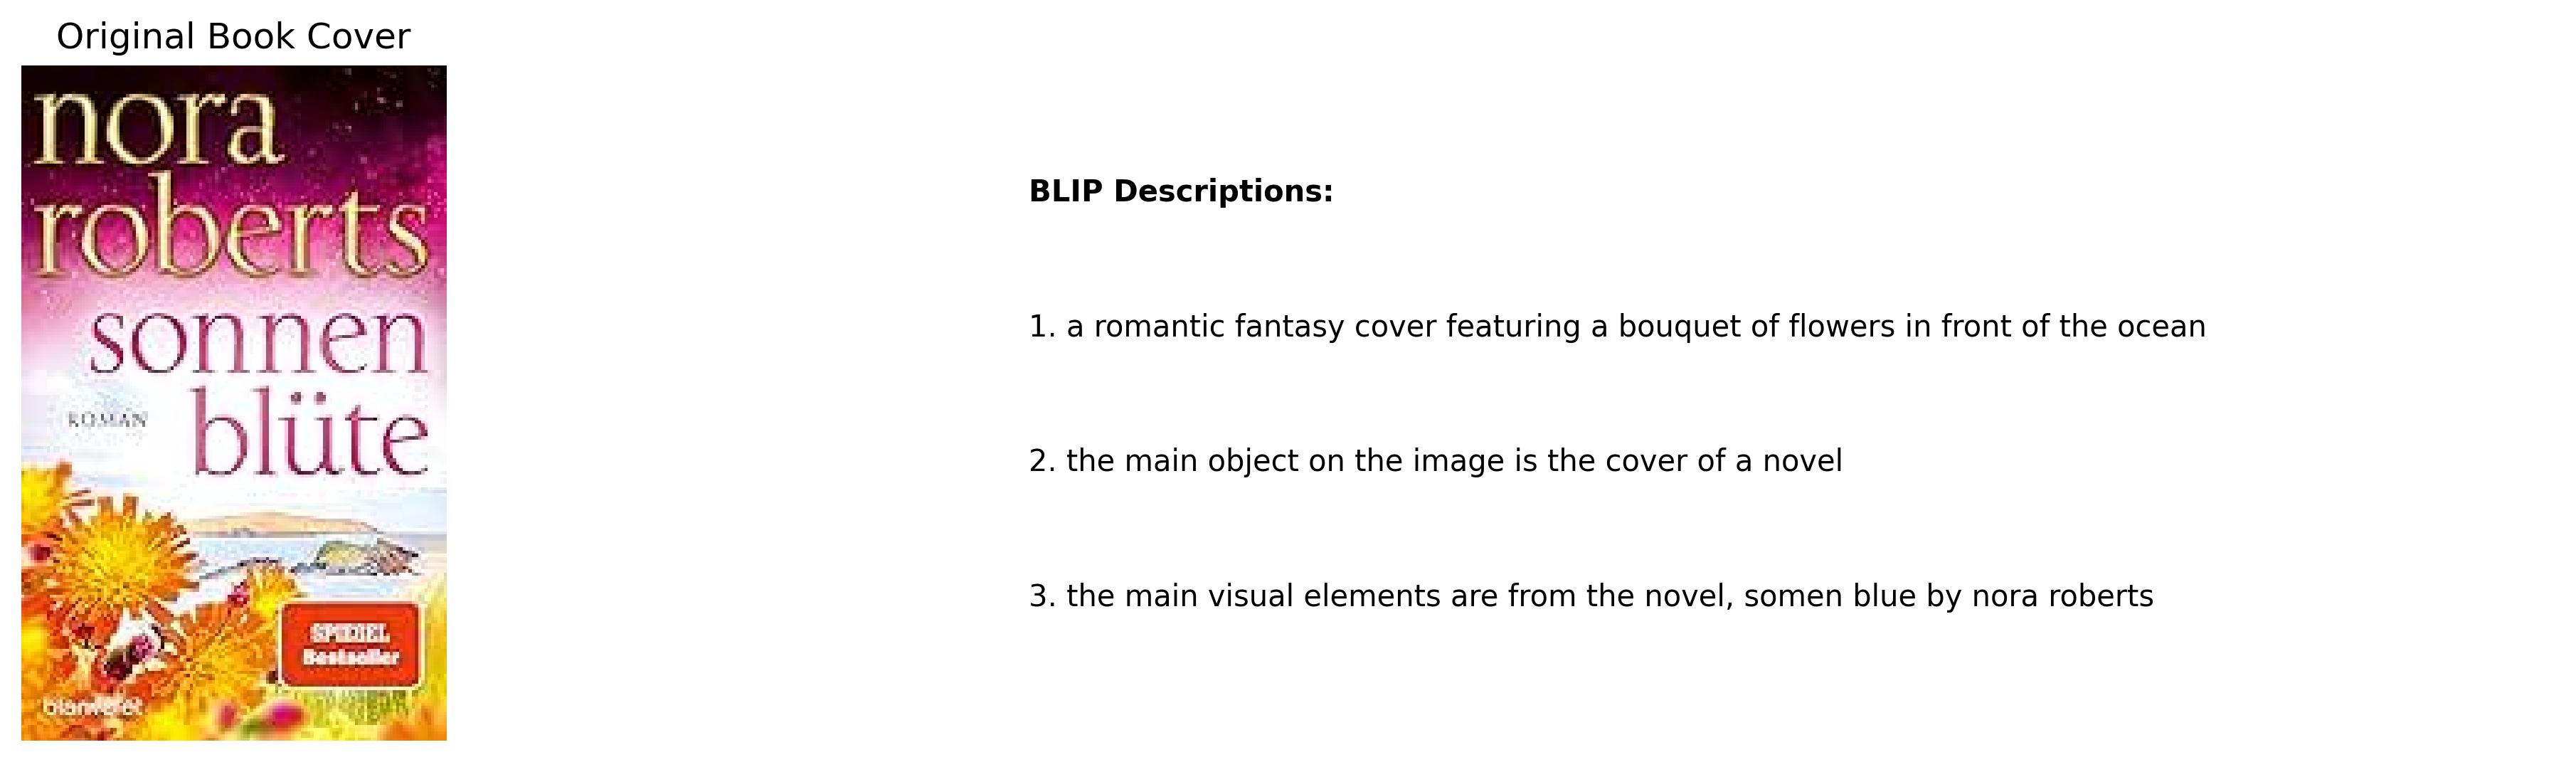 Original Book Cover
nora
roberts
sonnen
ROMAN
blüte
SPIEGEL
Bestseller
blanvalet
BLIP Descriptions:
1. a romantic fantasy cover featuring a bouquet of flowers in front of the ocean
2. the main object on the image is the cover of a novel
3. the main visual elements are from the novel, somen blue by nora roberts